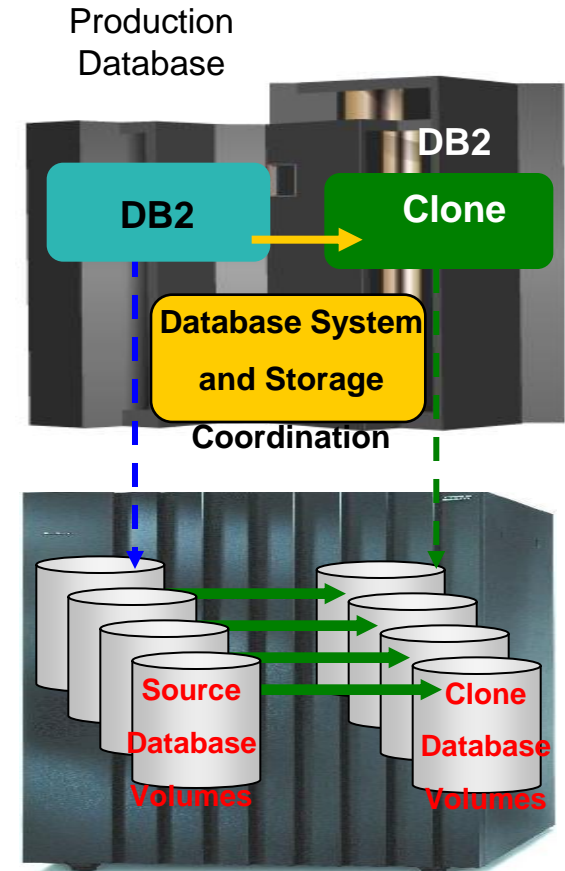 Production
Database
DB2
DB2
Clone
Database System
and Storage
Coordination
Source
Database
Volumes
Clone
Database
Volumes